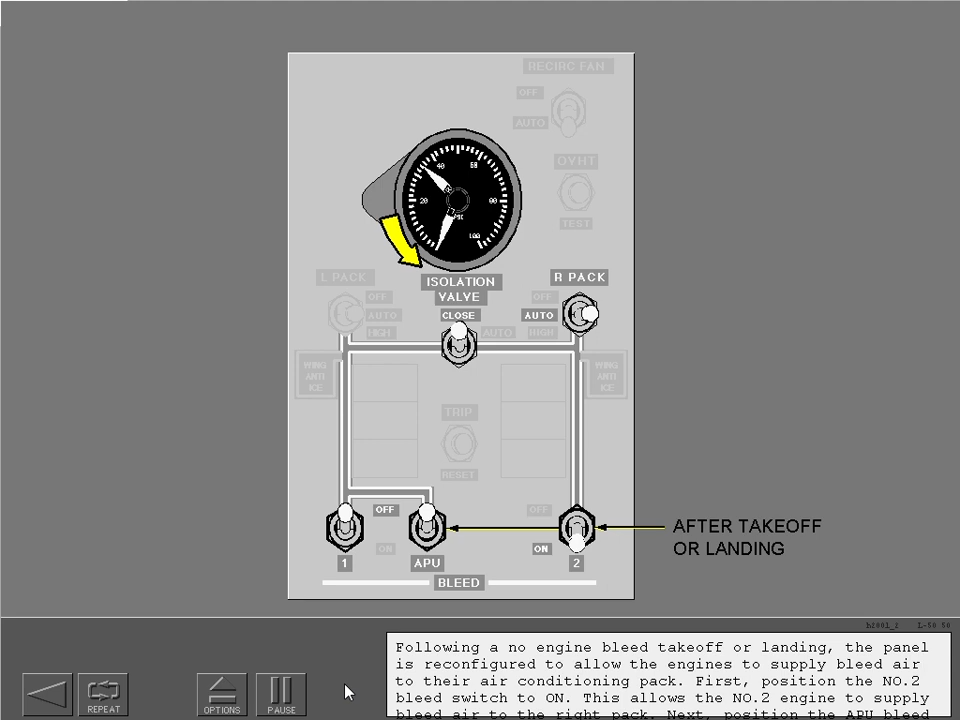 RECIRC FAN
OFF
AUTO
OVHT
TEST
40
60
20
80
100
L PACK
ISOLATION
VALVE
R PACK
OFF
AUTO
HIGH
CLOSE
AUTO
OFF
AUTO
HIGH
WING
ANTI
ICE
WING
ANTI
ICE
TRIP
RESET
OFF
ON
OFF
ON
1
APU
2
BLEED
AFTER TAKEOFF
OR LANDING
L-50 50
Following a no engine bleed takeoff or landing, the panel
is reconfigured to allow the engines to supply bleed air
to their air conditioning pack. First, position the NO.2
bleed switch to ON. This allows the NO.2 engine to supply
bleed air to the right pack. Next, position the APU bleed
REPEAT
OPTIONS
PAUSE